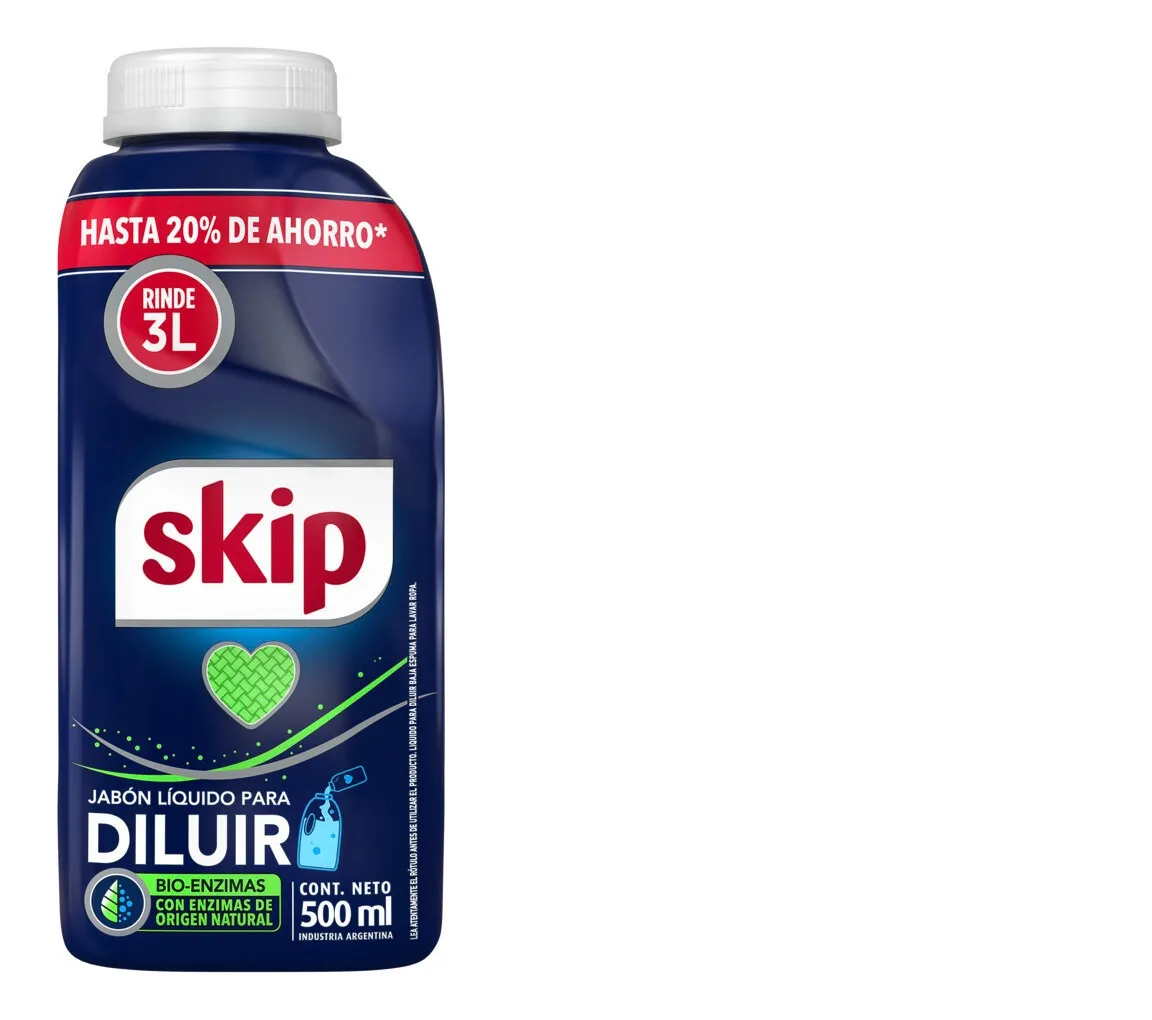 HASTA 20% DE AHORRO*
RINDE
3L
skip
JABÓN LÍQUIDO PARA
DILUIR
BIO-ENZIMAS
CON ENZIMAS DE
ORIGEN NATURAL
CONT. NETO
500 ml
INDUSTRIA ARGENTINA
LEA ATENTAMENTE EL RÓTULO ANTES DE UTILIZAR EL PRODUCTO. LIQUIDO PARA DILUIR BAJA ESPUMA PARA LAVAR ROPA.